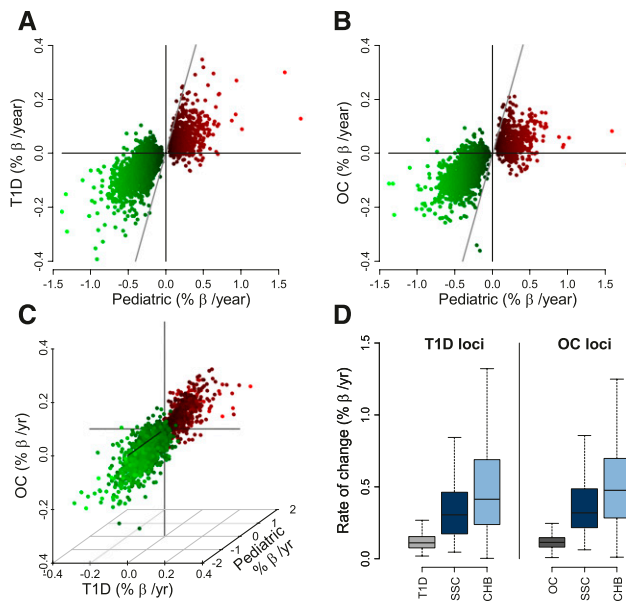 A
0.4
0.2
0.0
-0.2
-0.4
T1D (% β /year)
-1.5 -1.0 -0.5 0.0 0.5 1.0 1.5
Pediatric (% β /year)
B
0.4
0.2
0.0
-0.2
-0.4
OC (% β /year)
-1.5 -1.0 -0.5 0.0 0.5 1.0 1.5
Pediatric (% β /year)
C
0.4
0.2
0.0
-0.2
-0.4
OC (% β /yr)
-0.4 -0.2 0.0 0.2 0.4
T1D (% β /yr)
-2 -1 0 1 2
Pediatric
% β /yr
D
T1D loci
OC loci
1.5
1.0
0.5
0.0
Rate of change (% β /yr)
T1D
SSC
CHB
OC
SSC
CHB